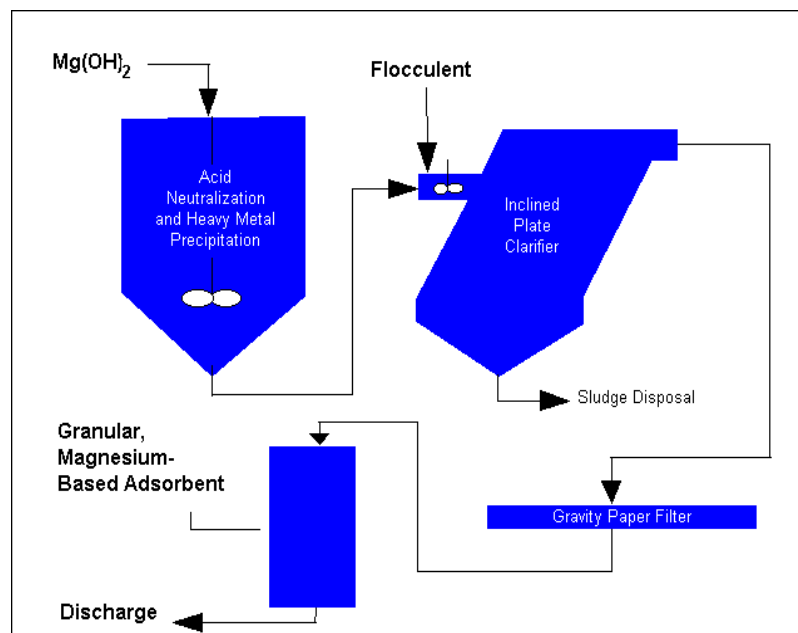 Mg(OH)2
Flocculent
Acid
Neutralization
and Heavy Metal
Precipitation
Inclined
Plate
Clarifier
Sludge Disposal
Granular,
Magnesium-
Based Adsorbent
Gravity Paper Filter
Discharge